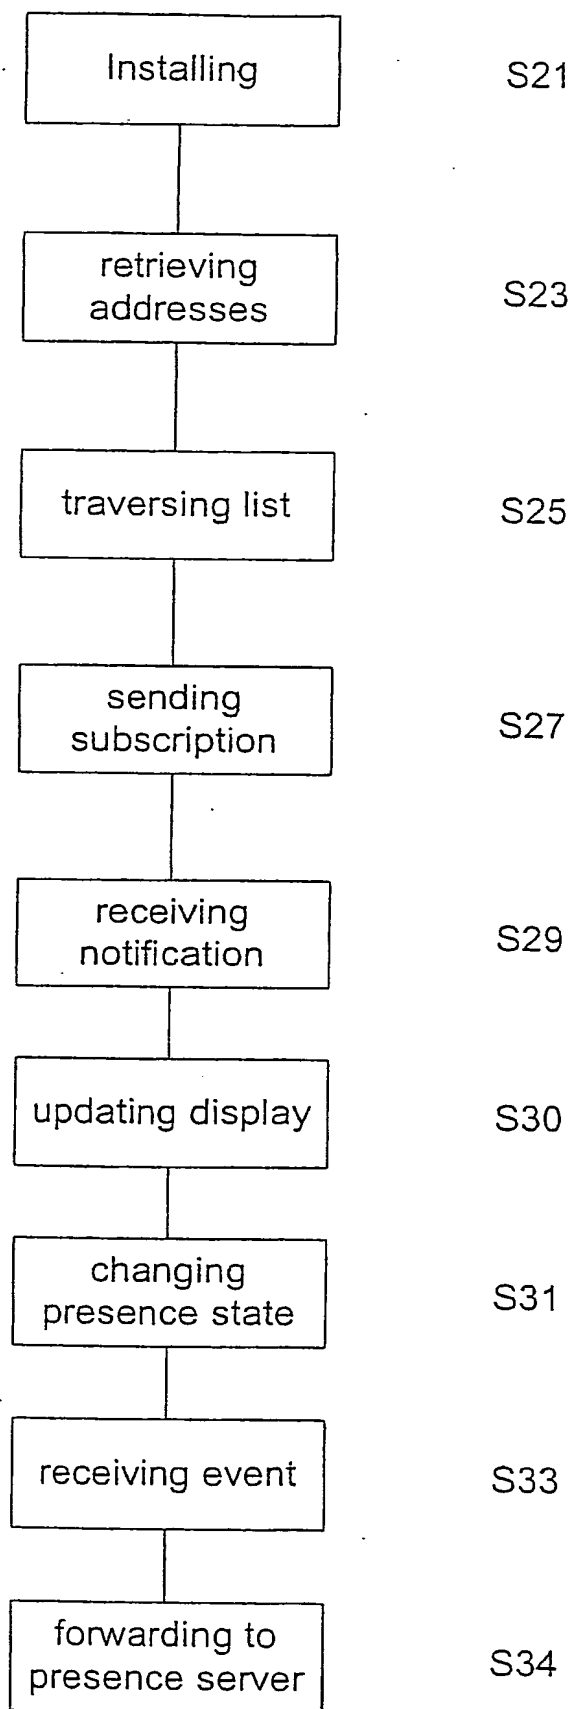 Installing S21
retrieving
addresses S23
traversing list S25
sending
subscription S27
receiving
notification S29
updating display S30
changing
presence state S31
receiving event S33
forwarding to
presence server S34